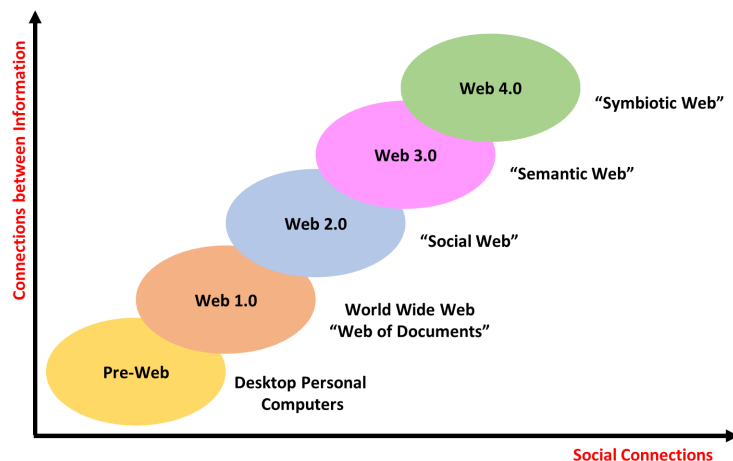 Connections between Information
Web 4.0
“Symbiotic Web”
Web 3.0
“Semantic Web”
Web 2.0
“Social Web”
Web 1.0
World Wide Web
“Web of Documents”
Pre-Web
Desktop Personal
Computers
Social Connections